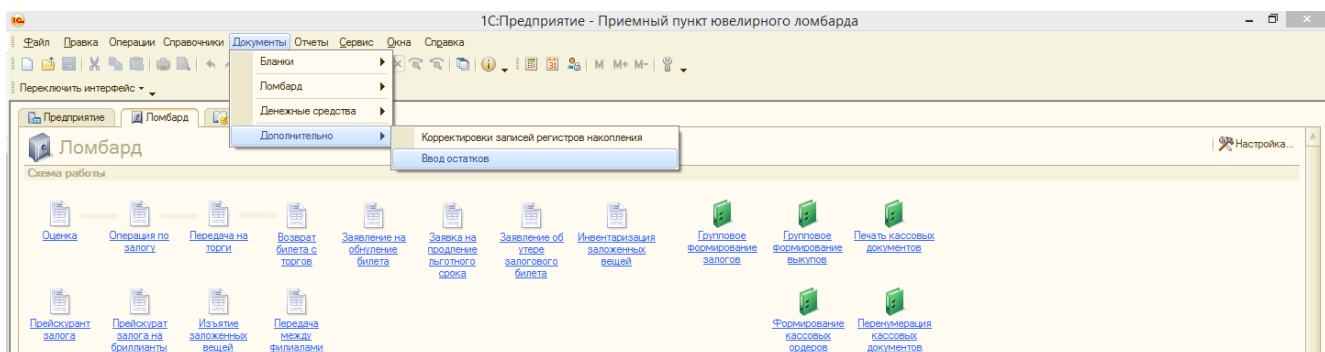 1С:Предприятие - Приемный пункт ювелирного ломбарда
Файл Правка Операции Справочники Документы Отчеты Сервис Окна Справка
M M+ M-
Переключить интерфейс
Бланки
Ломбард
Денежные средства
Дополнительно
Корректировки записей регистров накопления
Ввод остатков
Предприятие Ломбард
Ломбард
Настройка...
Схема работы
Оценка
Операция по
залогу
Передача на
торги
Возврат
билета с
торгов
Заявление на
обнуление
билета
Заявка на
продление
льготного
срока
Заявление об
утере
залогового
билета
Инвентаризация
заложенных
вещей
Групповое
формирование
залогов
Групповое
формирование
выкупов
Печать кассовых
документов
Прейскурант
залога
Прейскурат
залога на
бриллианты
Изъятие
заложенных
вещей
Передача
между
филиалами
Формирование
кассовых
ордеров
Перенумерация
кассовых
документов